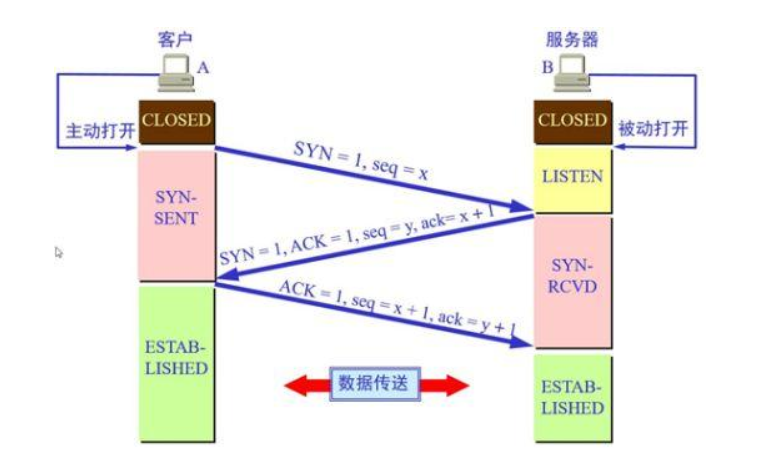 客户
服务器
A
B
CLOSED
CLOSED
主动打开
被动打开
SYN = 1, seq = x
LISTEN
SYN-
SENT
SYN = 1, ACK = 1, seq = y, ack= x + 1
SYN-
RCVD
ACK = 1, seq = x + 1, ack = y + 1
ESTAB-
LISHED
数据传送
ESTAB-
LISHED